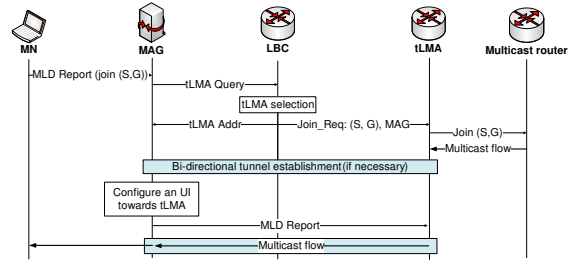 MN
MAG
LBC
tLMA
Multicast router
MLD Report (join (S,G))
tLMA Query
tLMA selection
tLMA Addr
Join_Req: (S, G), MAG
Join (S,G)
Multicast flow
Bi-directional tunnel establishment(if necessary)
Configure an UI
towards tLMA
MLD Report
Multicast flow